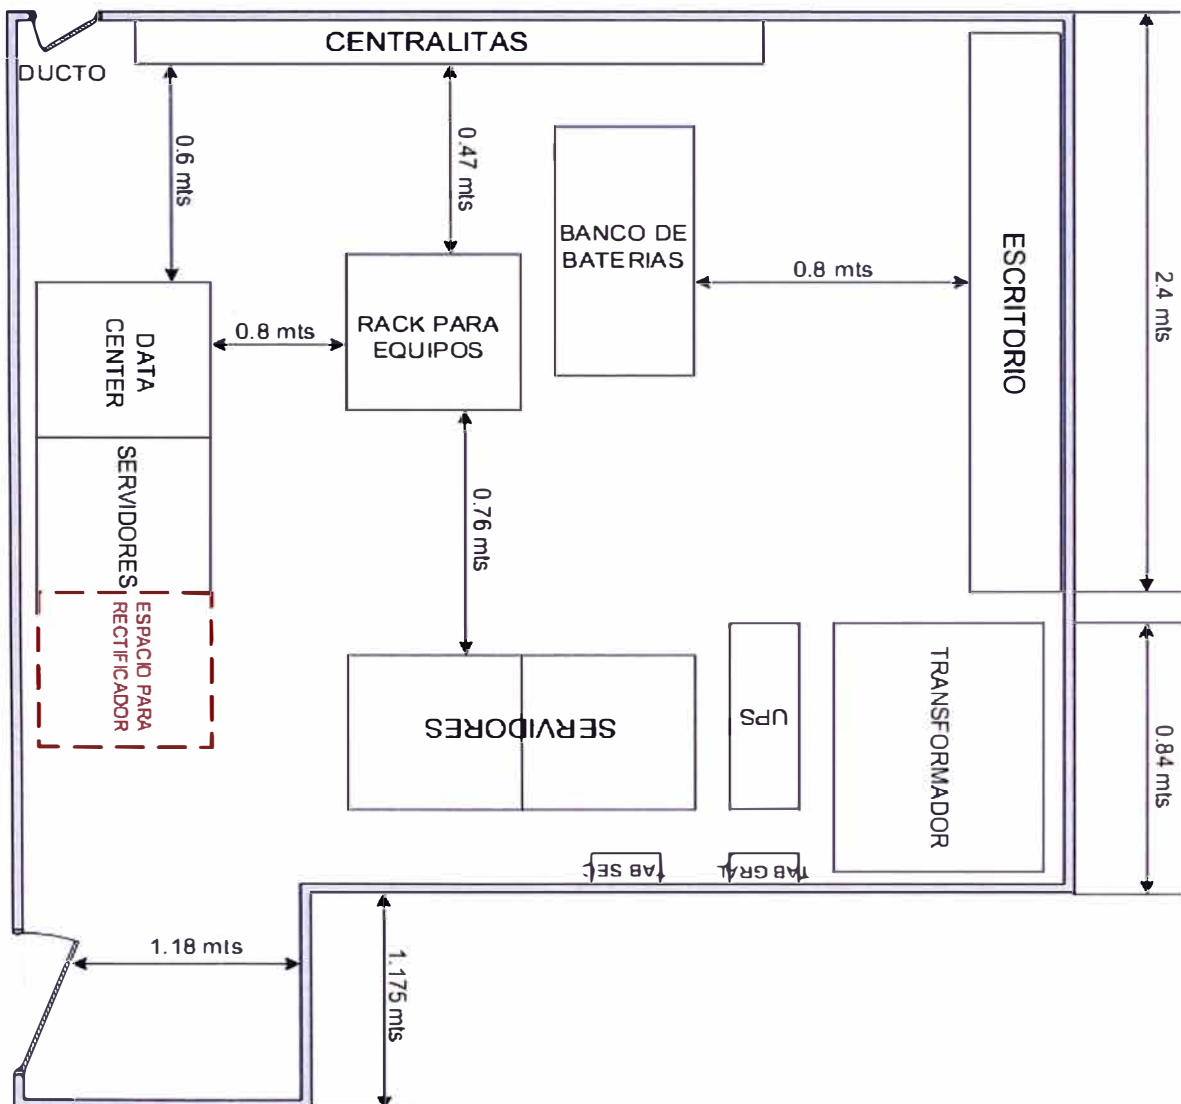 CENTRALITAS
DUCTO
0.6 mts
0.47 mts
BANCO DE
BATERIAS
0.8 mts
ESCRITORIO
2.4 mts
DATA
CENTER
0.8 mts
RACK PARA
EQUIPOS
SERVIDORES
0.76 mts
ESPACIO PARA
RECTIFICADOR
SERVIDORES
UPS
TRANSFORMADOR
0.84 mts
TAB SEC
TAB GRAL
1.18 mts
1.175 mts